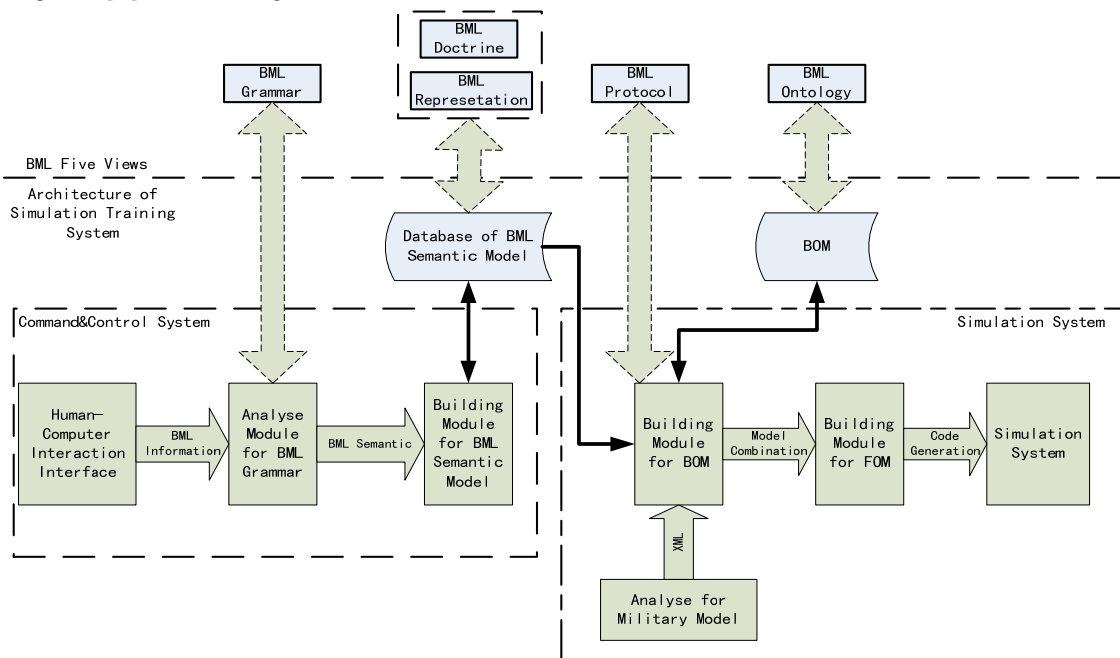 BML
Doctrine
BML
Represetation
BML
Grammar
BML
Protocol
BML
Ontology
BML Five Views
Architecture of
Simulation Training
System
Database of BML
Semantic Model
BOM
Command&Control System
Simulation System
Human-
Computer
Interaction
Interface
BML
Information
Analyse
Module
for BML
Grammar
BML Semantic
Building
Module
for BML
Semantic
Model
Building
Module
for BOM
Model
Combination
Building
Module
for FOM
Code
Generation
Simulation
System
XML
Analyse for
Military Model